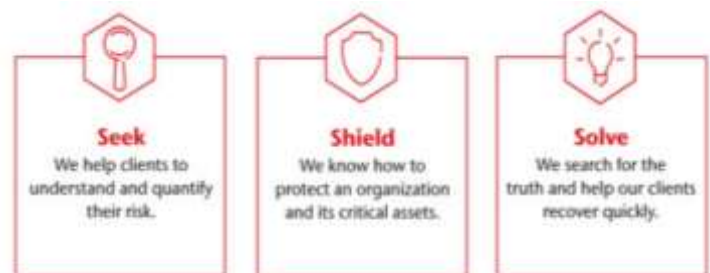 Seek
We help clients to
understand and quantify
their risk.
Shield
We know how to
protect an organization
and its critical assets.
Solve
We search for the
truth and help our clients
recover quickly.